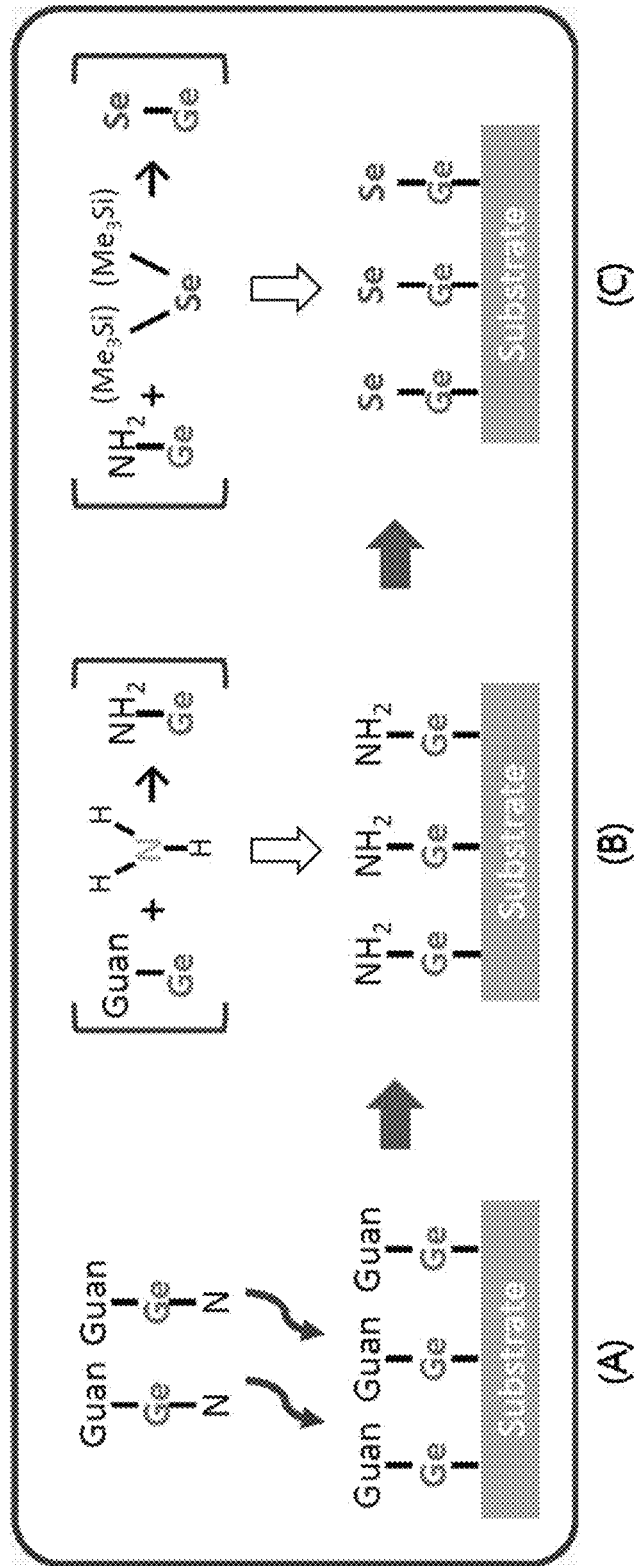 Guan Guan
Ge Ge
N N
Guan Guan Guan
Ge Ge Ge
Substrate
(A)
Guan + H H NH2
Ge N Ge
H
NH2 NH2 NH2
Ge Ge Ge
Substrate
(B)
(Me3Si) (Me3Si)
NH2 + Se
Ge Se Ge
Se Se Se
Ge Ge Ge
Substrate
(C)